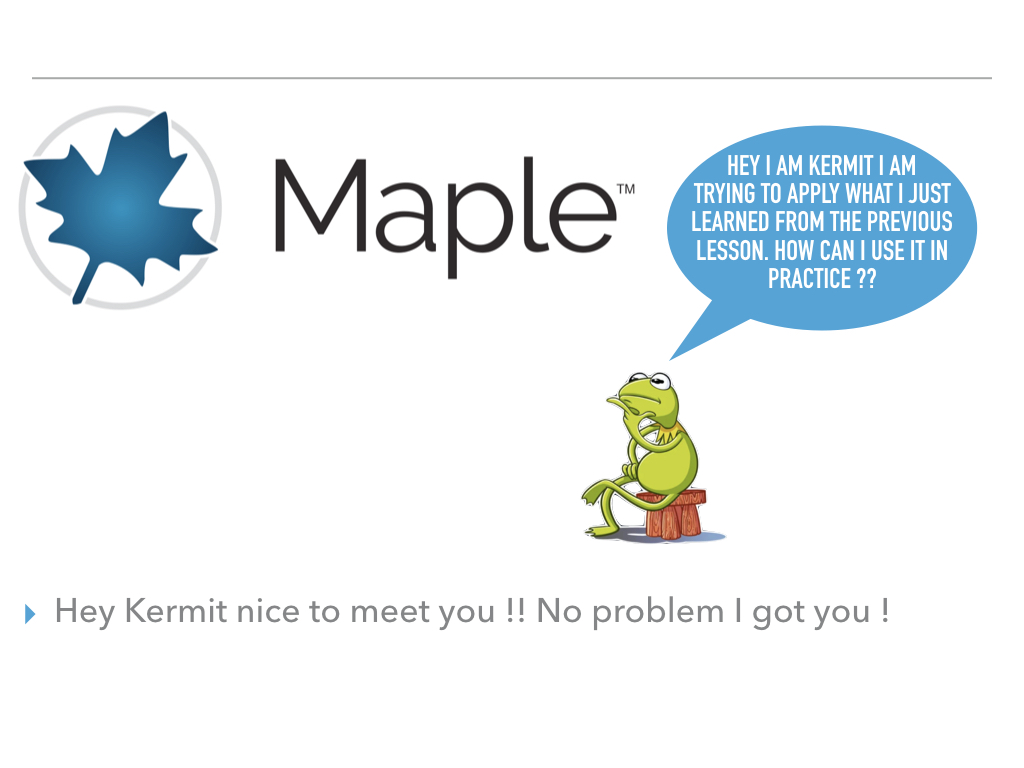 Maple™
HEY I AM KERMIT I AM
TRYING TO APPLY WHAT I JUST
LEARNED FROM THE PREVIOUS
LESSON. HOW CAN I USE IT IN
PRACTICE ??
Hey Kermit nice to meet you !! No problem I got you !